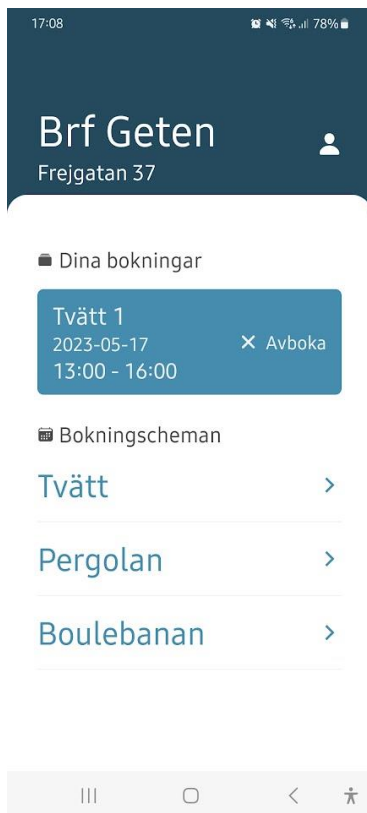 17:08 78%
Brf Geten
Frejgatan 37
Dina bokningar
Tvätt 1
2023-05-17
Avboka
13:00 - 16:00
Bokningscheman
Tvätt
Pergolan
Boulebanan